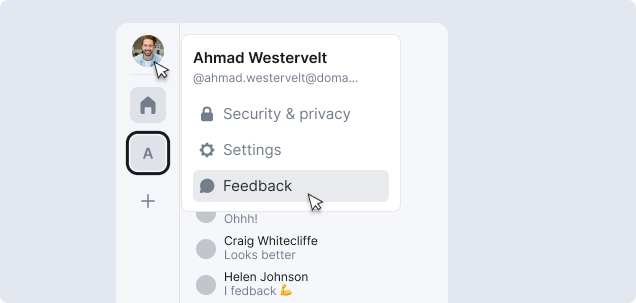 Ahmad Westervelt
@ahmad.westervelt@doma...
Security & privacy
A
Settings
Feedback
Ohhh!
Craig Whitecliffe
Looks better
Helen Johnson
I fedback 💪